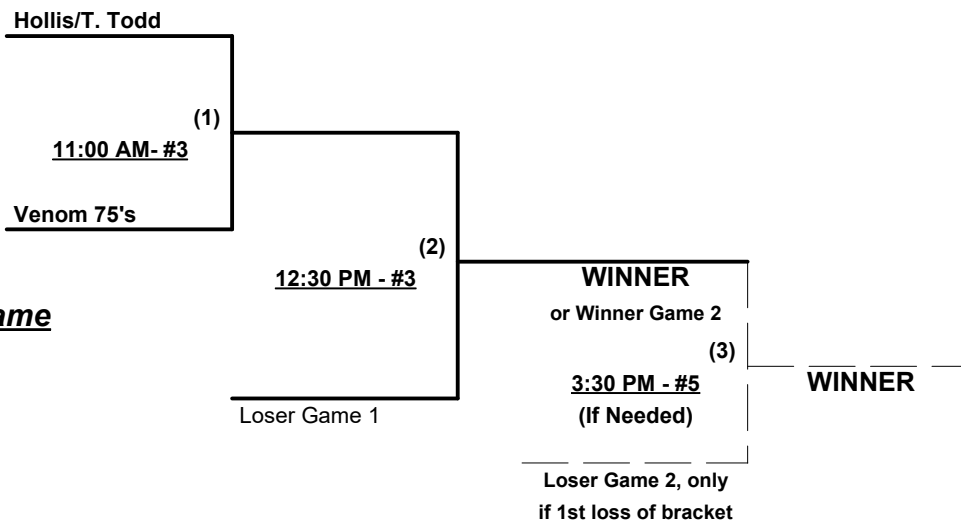 Hollis/T. Todd
(1)
11:00 AM- #3
Venom 75's
(2)
12:30 PM - #3
WINNER
or Winner Game 2
(3)
3:30 PM - #5
WINNER
(If Needed)
Loser Game 1
Loser Game 2, only
if 1st loss of bracket